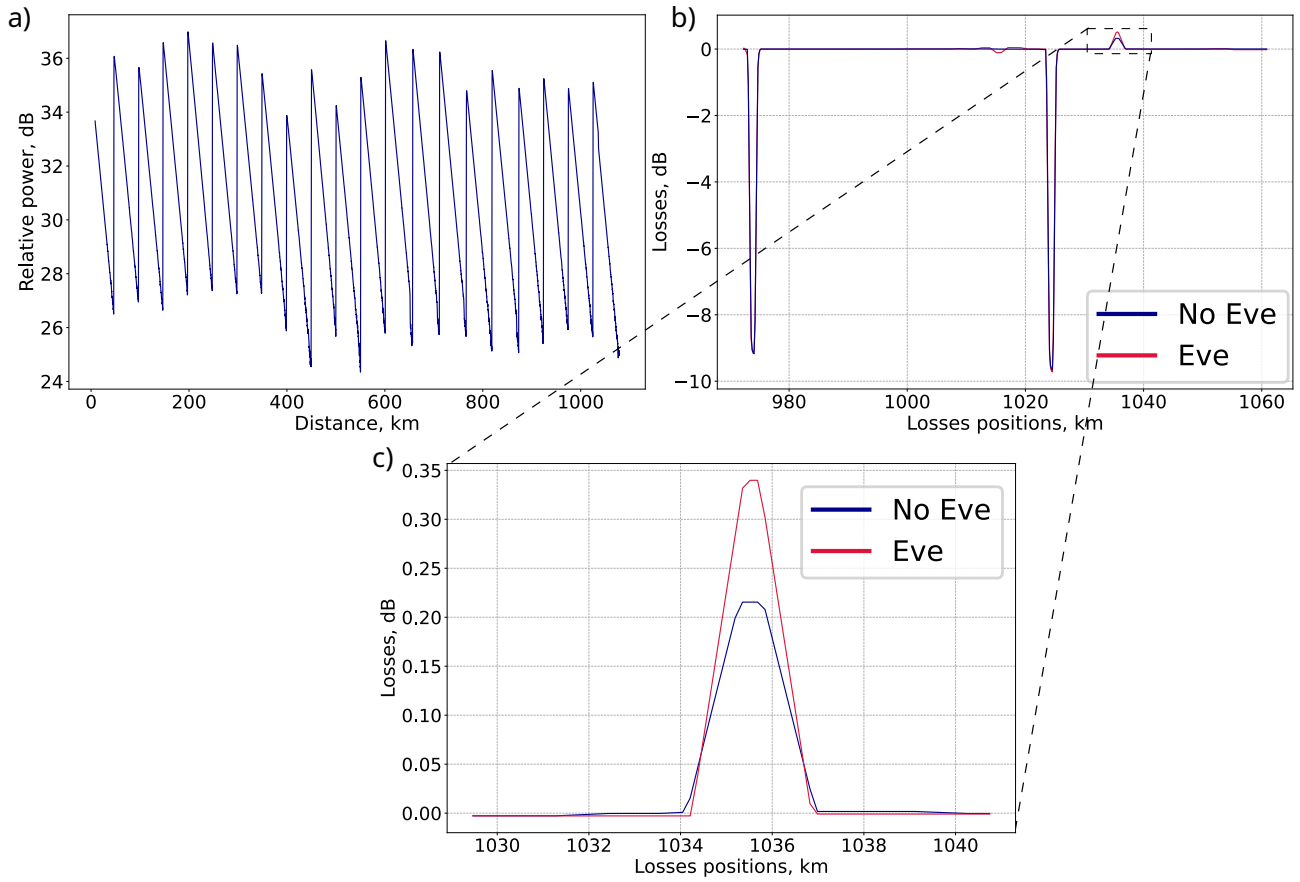 a)
Relative power, dB
36
34
32
30
28
26
24
0 200 400 600 800 1000
Distance, km
b)
Losses, dB
0
−2
−4
−6
−8
−10
No Eve
Eve
980 1000 1020 1040 1060
Losses positions, km
c)
Losses, dB
0.35
0.30
0.25
0.20
0.15
0.10
0.05
0.00
No Eve
Eve
1030 1032 1034 1036 1038 1040
Losses positions, km